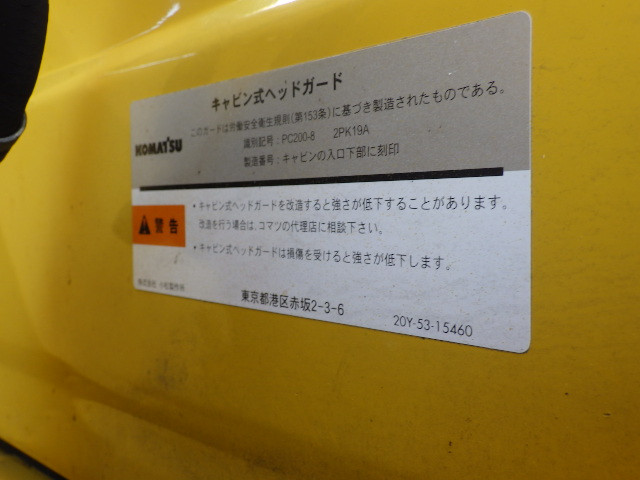 キャビン式ヘッドガード
このガードは労働安全衛生規則(第153条)に基づき製造されたものである。
KOMATSU
識別記号:PC200-8 2PK19A
製造番号:キャビンの入口下部に刻印
警告
・キャビン式ヘッドガードを改造すると強さが低下することがあります。
改造を行う場合は、コマツの代理店に相談下さい。
・キャビン式ヘッドガードは損傷を受けると強さが低下します。
株式会社 小松製作所
東京都港区赤坂2-3-6
20Y-53-15460